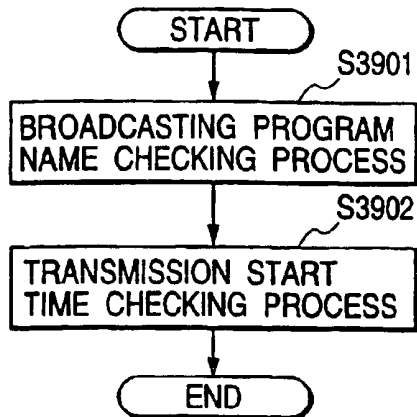 START
S3901
BROADCASTING PROGRAM
NAME CHECKING PROCESS
S3902
TRANSMISSION START
TIME CHECKING PROCESS
END